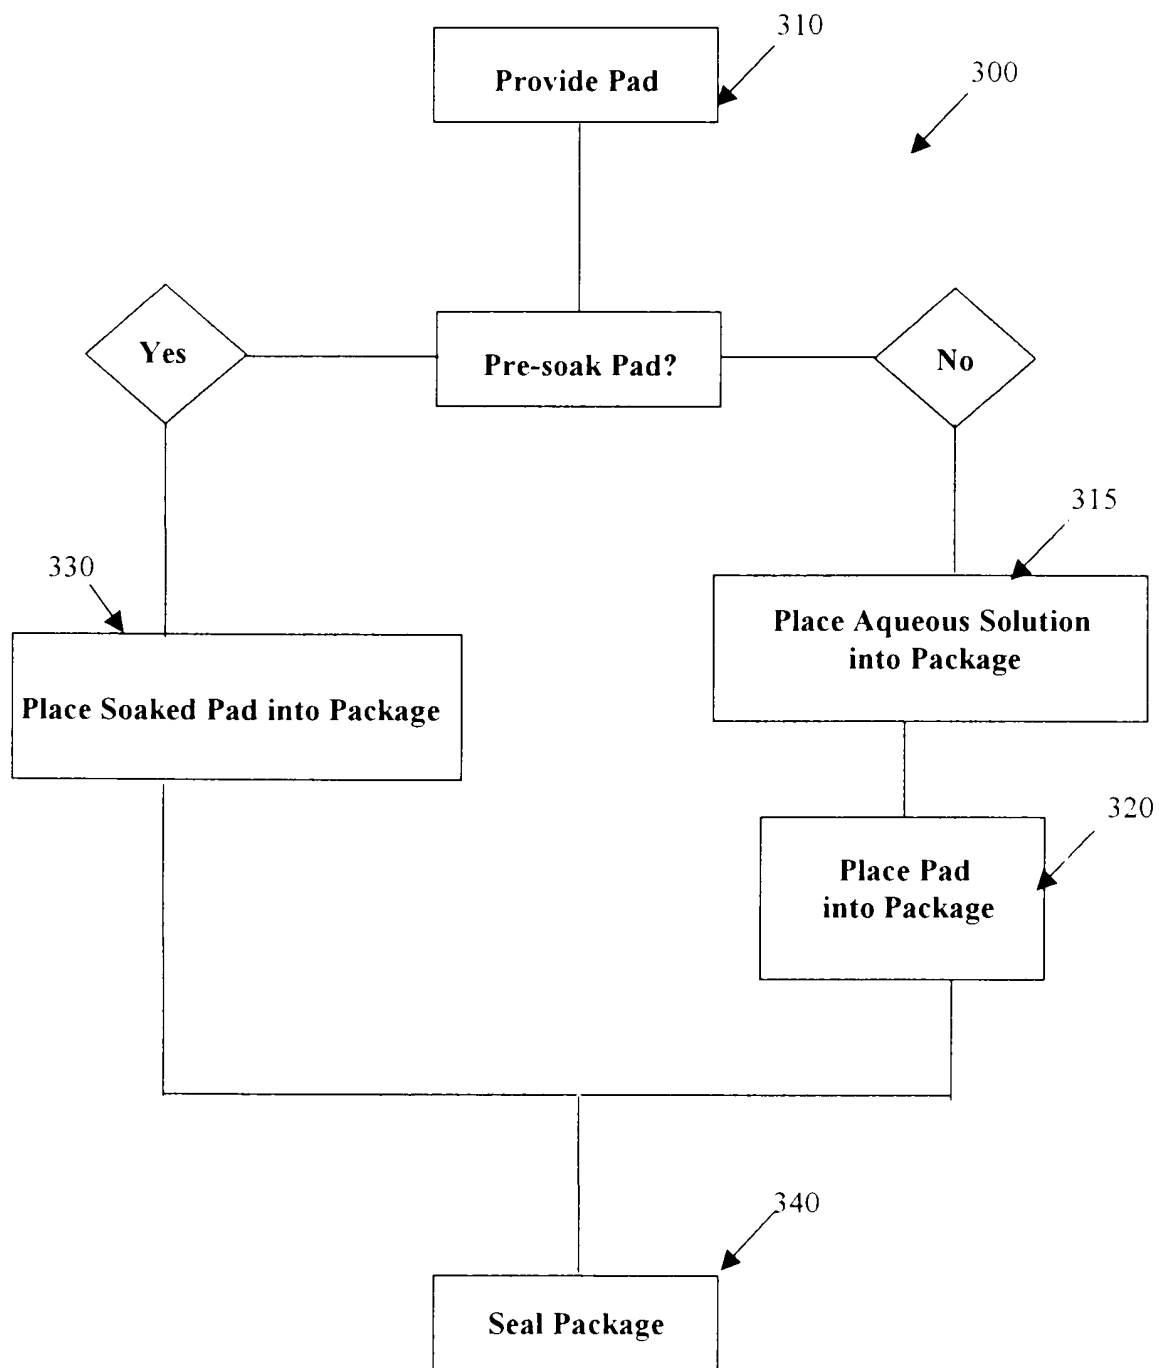 310
Provide Pad
300
Yes
Pre-soak Pad?
No
315
330
Place Aqueous Solution
into Package
Place Soaked Pad into Package
320
Place Pad
into Package
340
Seal Package